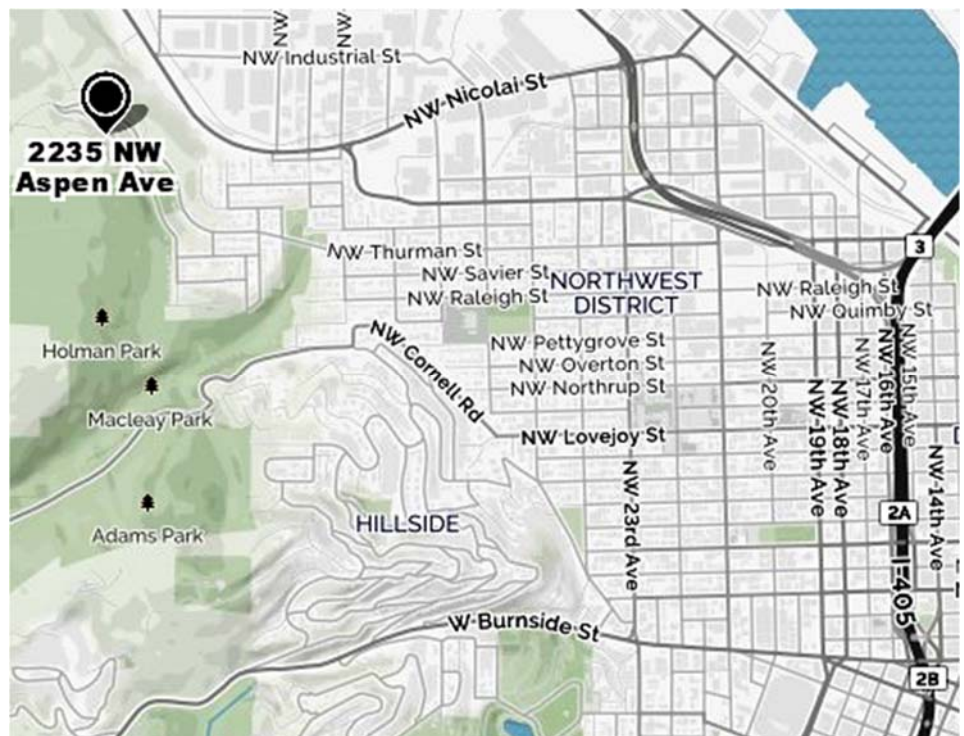 NW
NW
NW Industrial St
NW Nicolai St
2235 NW
Aspen Ave
NW Thurman St
3
NW Savier St
NORTHWEST
DISTRICT
NW Raleigh St
NW Raleigh St
NW Quimby St
Holman Park
NW Cornell Rd
NW Pettygrove St
NW Overton St
NW Northrup St
Macleay Park
NW Lovejoy St
NW 20th Ave
NW 19th Ave
NW 18th Ave
NW 17th Ave
NW 16th Ave
NW 15th Ave
NW 14th Ave
NW 23rd Ave
2A
HILLSIDE
Adams Park
I-405
W Burnside St
2B